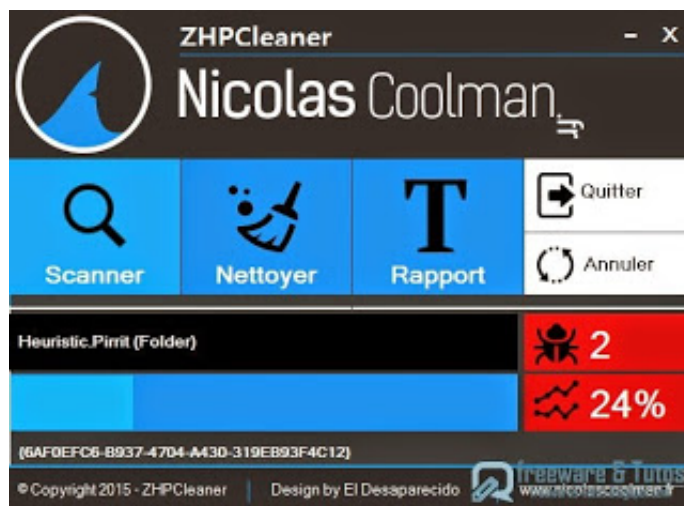 ZHPCleaner
– X
Nicolas Coolman.fr
Scanner
Nettoyer
T
Rapport
Quitter
Annuler
Heuristic.Pirrit (Folder)
2
24%
{6AF0EFC6-B937-4704-A430-319EB93F4C12}
© Copyright 2015 - ZHPCleaner
Design by El Desaparecido
freeware & Tutos
www.nicolascoolman.fr